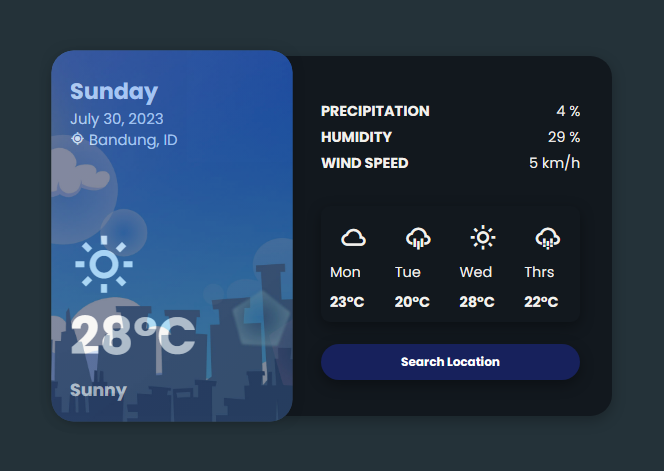 Sunday
July 30, 2023
Bandung, ID
28°C
Sunny
PRECIPITATION 4 %
HUMIDITY 29 %
WIND SPEED 5 km/h
Mon Tue Wed Thrs
23°C 20°C 28°C 22°C
Search Location